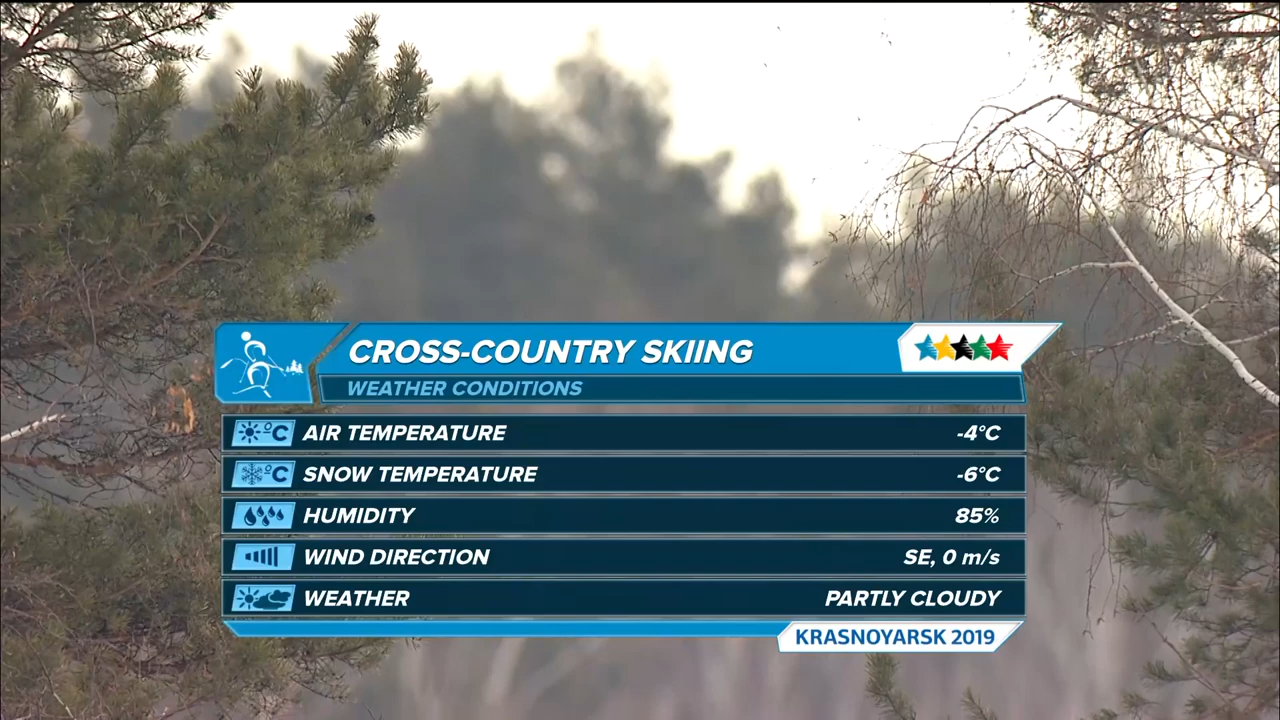 CROSS-COUNTRY SKIING
WEATHER CONDITIONS
°C AIR TEMPERATURE -4°C
°C SNOW TEMPERATURE -6°C
HUMIDITY 85%
WIND DIRECTION SE, 0 m/s
WEATHER PARTLY CLOUDY
KRASNOYARSK 2019